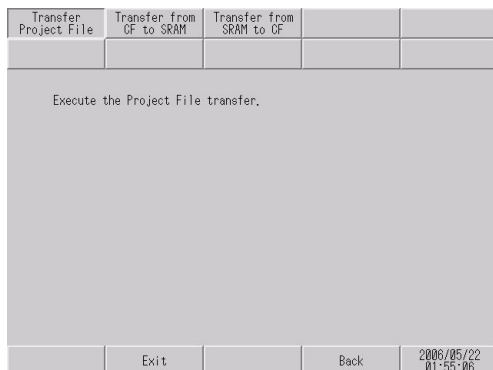 Transfer
Project File
Transfer from
CF to SRAM
Transfer from
SRAM to CF
Execute the Project File transfer.
Exit
Back
2006/05/22
01:55:06